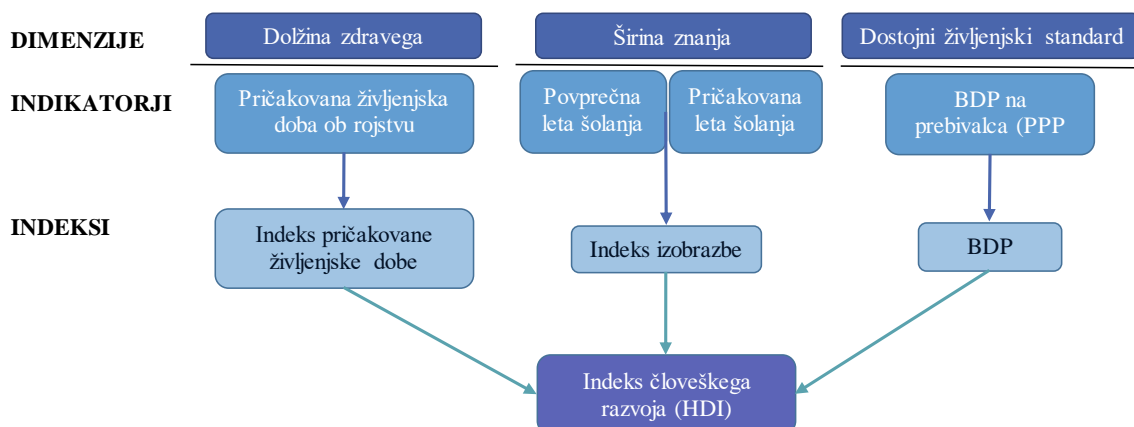 DIMENZIJE
Dolžina zdravega
Širina znanja
Dostojni življenjski standard
INDIKATORJI
Pričakovana življenjska
doba ob rojstvu
Povprečna
leta šolanja
Pričakovana
leta šolanja
BDP na
prebivalca (PPP
INDEKSI
Indeks pričakovane
življenjske dobe
Indeks izobrazbe
BDP
Indeks človeškega
razvoja (HDI)